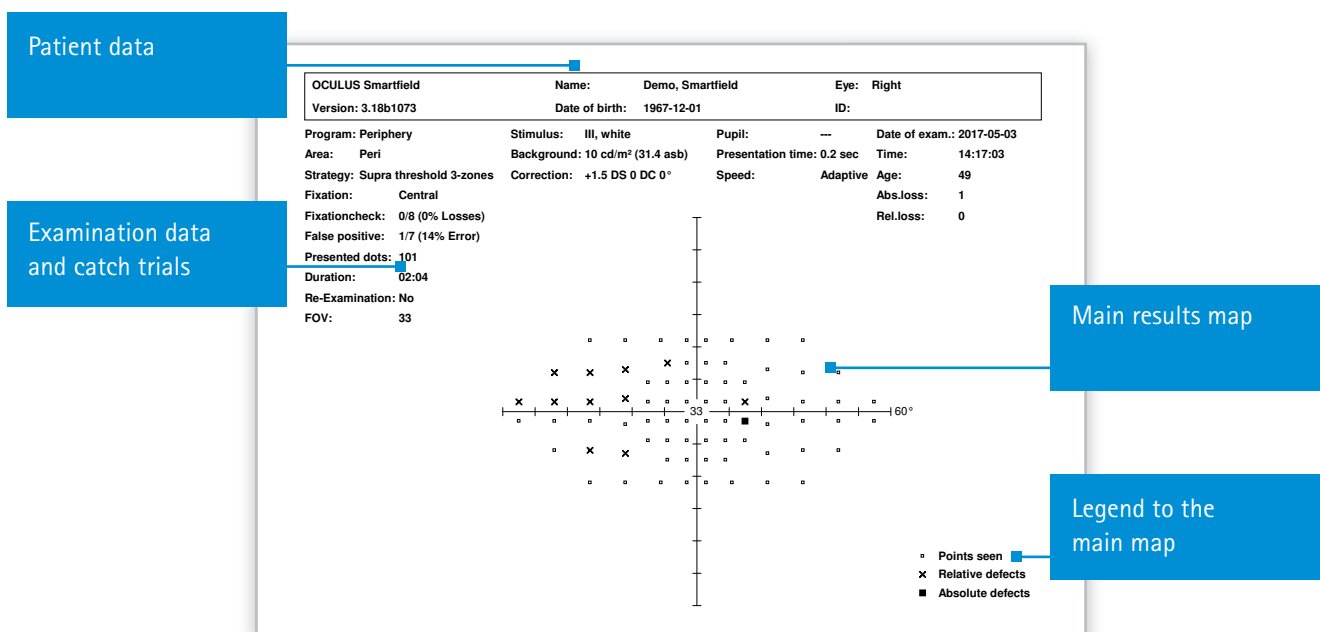 Patient data
OCULUS Smartfield Name: Demo, Smartfield Eye: Right
Version: 3.18b1073 Date of birth: 1967-12-01 ID:
Program: Periphery Stimulus: III, white Pupil: --- Date of exam.: 2017-05-03
Area: Peri Background: 10 cd/m² (31.4 asb) Presentation time: 0.2 sec Time: 14:17:03
Strategy: Supra threshold 3-zones Correction: +1.5 DS 0 DC 0° Speed: Adaptive Age: 49
Fixation: Central Abs.loss: 1
Fixationcheck: 0/8 (0% Losses) Rel.loss: 0
False positive: 1/7 (14% Error)
Presented dots: 101
Duration: 02:04
Re-Examination: No
FOV: 33
Examination data
and catch trials
Main results map
33 60°
Legend to the
main map
Points seen
Relative defects
Absolute defects